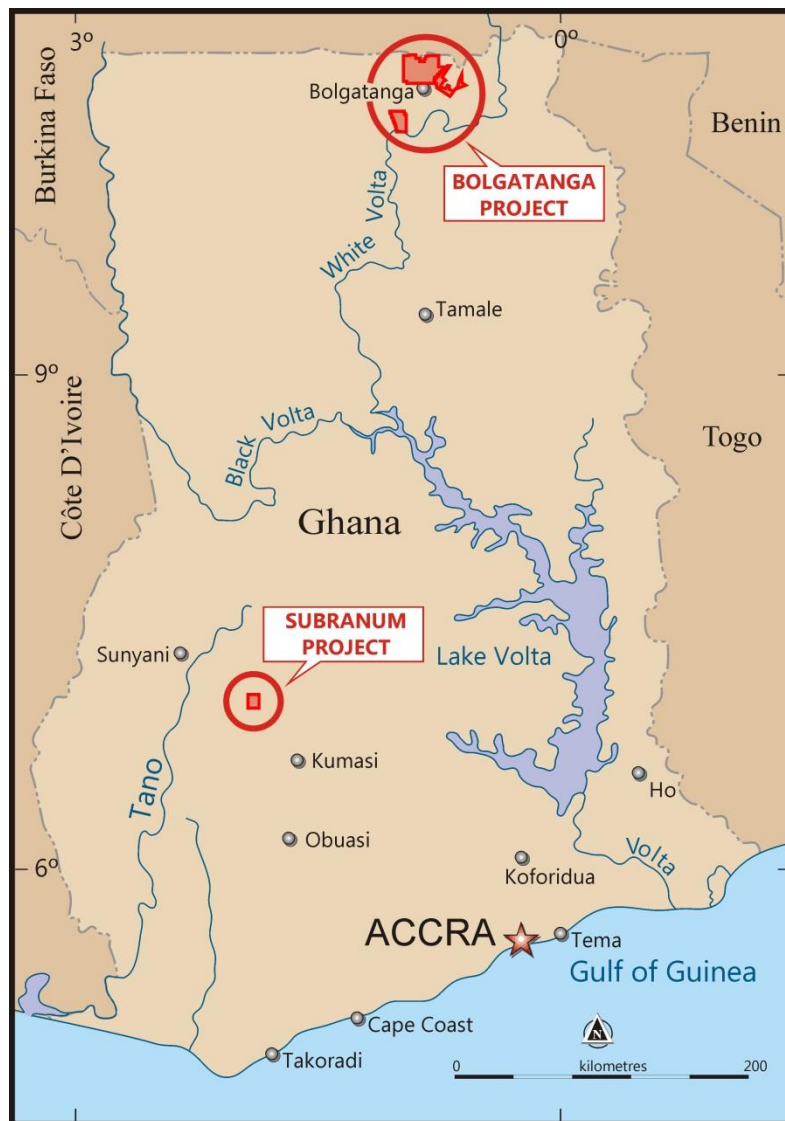 3º
0º
Burkina Faso
Bolgatanga
Benin
BOLGATANGA
PROJECT
White Volta
Tamale
9º
Côte D'Ivoire
Black Volta
Togo
Ghana
SUBRANUM
PROJECT
Sunyani
Lake Volta
Tano
Kumasi
Ho
Obuasi
Volta
6º
Koforidua
ACCRA
Tema
Gulf of Guinea
Cape Coast
N
Takoradi
0 kilometres 200